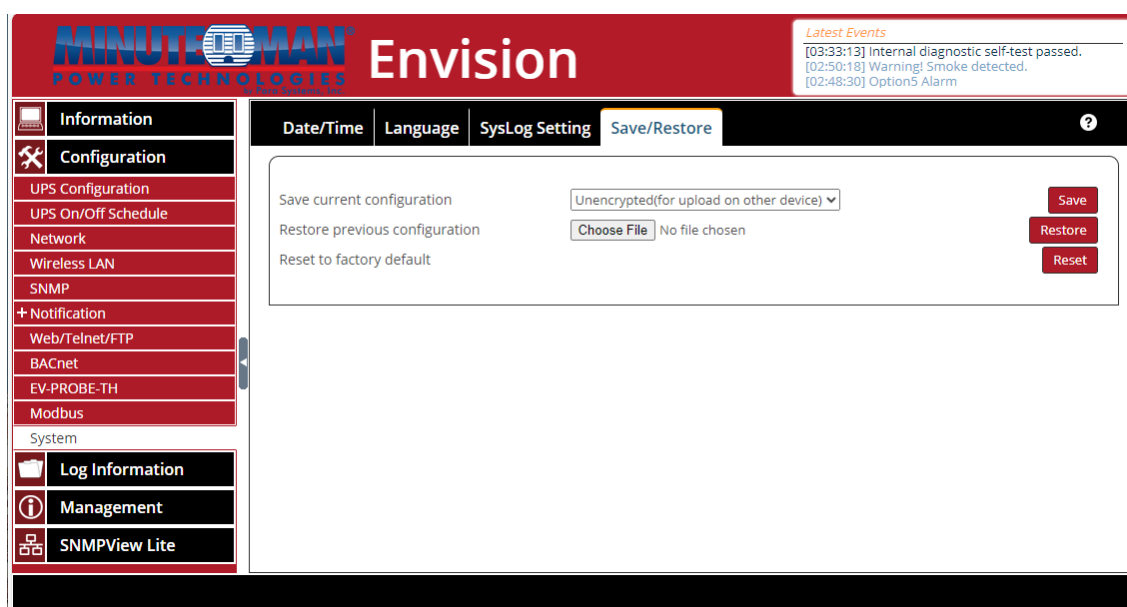 MINUTEMAN
POWER TECHNOLOGIES
by Para Systems, Inc.
Envision
Latest Events
[03:33:13] Internal diagnostic self-test passed.
[02:50:18] Warning! Smoke detected.
[02:48:30] Option5 Alarm
Information
Configuration
UPS Configuration
UPS On/Off Schedule
Network
Wireless LAN
SNMP
+ Notification
Web/Telnet/FTP
BACnet
EV-PROBE-TH
Modbus
System
Log Information
Management
SNMPView Lite
Date/Time Language SysLog Setting Save/Restore ?
Save current configuration Unencrypted(for upload on other device) Save
Restore previous configuration Choose File No file chosen Restore
Reset to factory default Reset